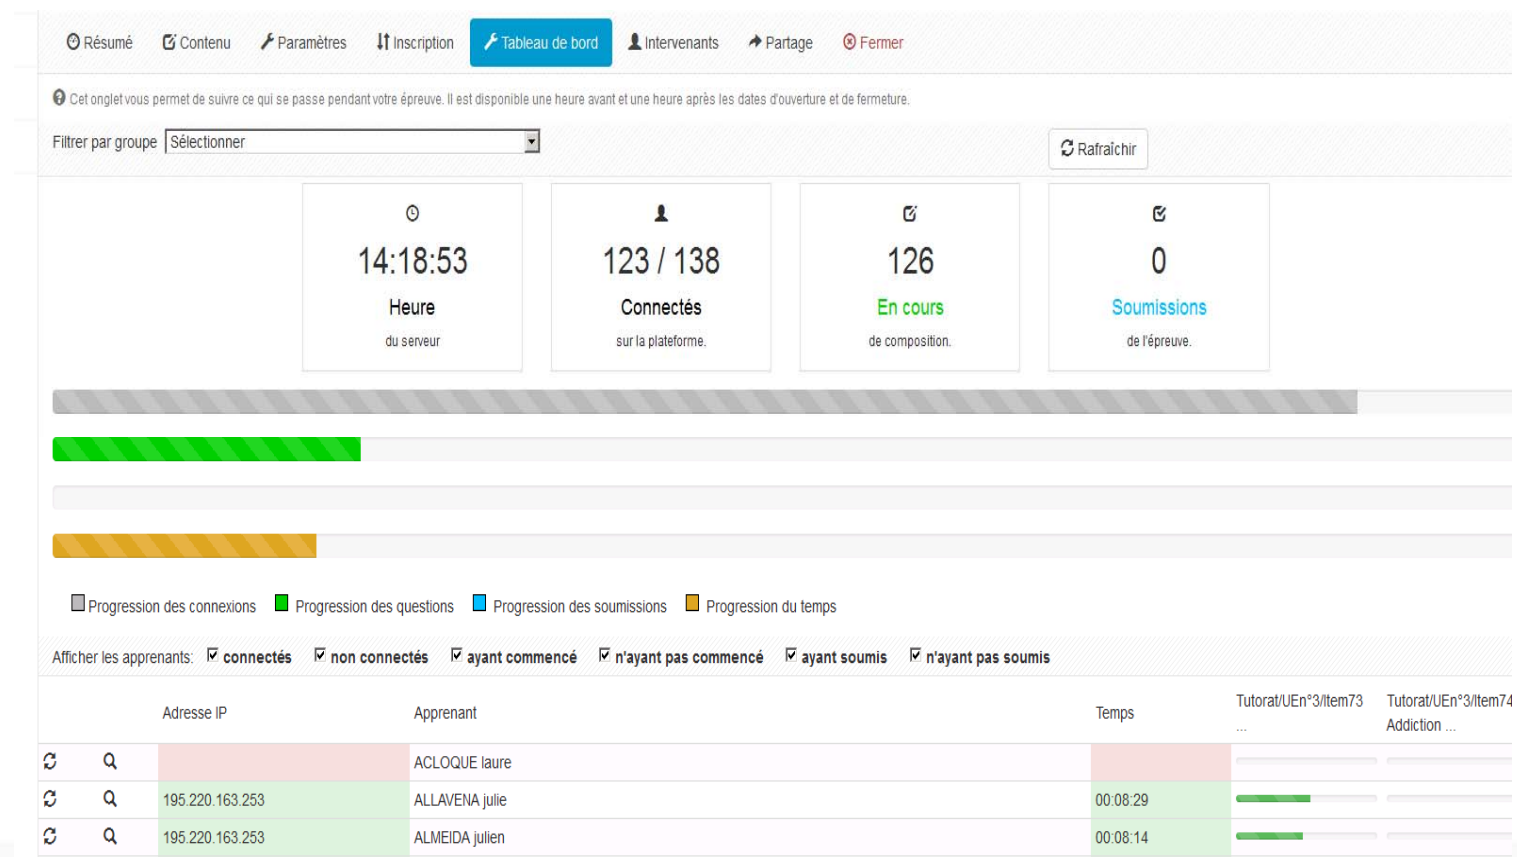 Résumé Contenu Paramètres Inscription Tableau de bord Intervenants Partage Fermer
Cet onglet vous permet de suivre ce qui se passe pendant votre épreuve. Il est disponible une heure avant et une heure après les dates d'ouverture et de fermeture.
Filtrer par groupe Sélectionner Rafraîchir
14:18:53 123 / 138 126 0
Heure Connectés En cours Soumissions
du serveur sur la plateforme. de composition. de l'épreuve.
Progression des connexions Progression des questions Progression des soumissions Progression du temps
Afficher les apprenants: connectés non connectés ayant commencé n'ayant pas commencé ayant soumis n'ayant pas soumis
Adresse IP Apprenant Temps Tutorat/UEn°3/Item73 ... Tutorat/UEn°3/Item74 Addiction ...
ACLOQUE laure
195.220.163.253 ALLAVENA julie 00:08:29
195.220.163.253 ALMEIDA julien 00:08:14